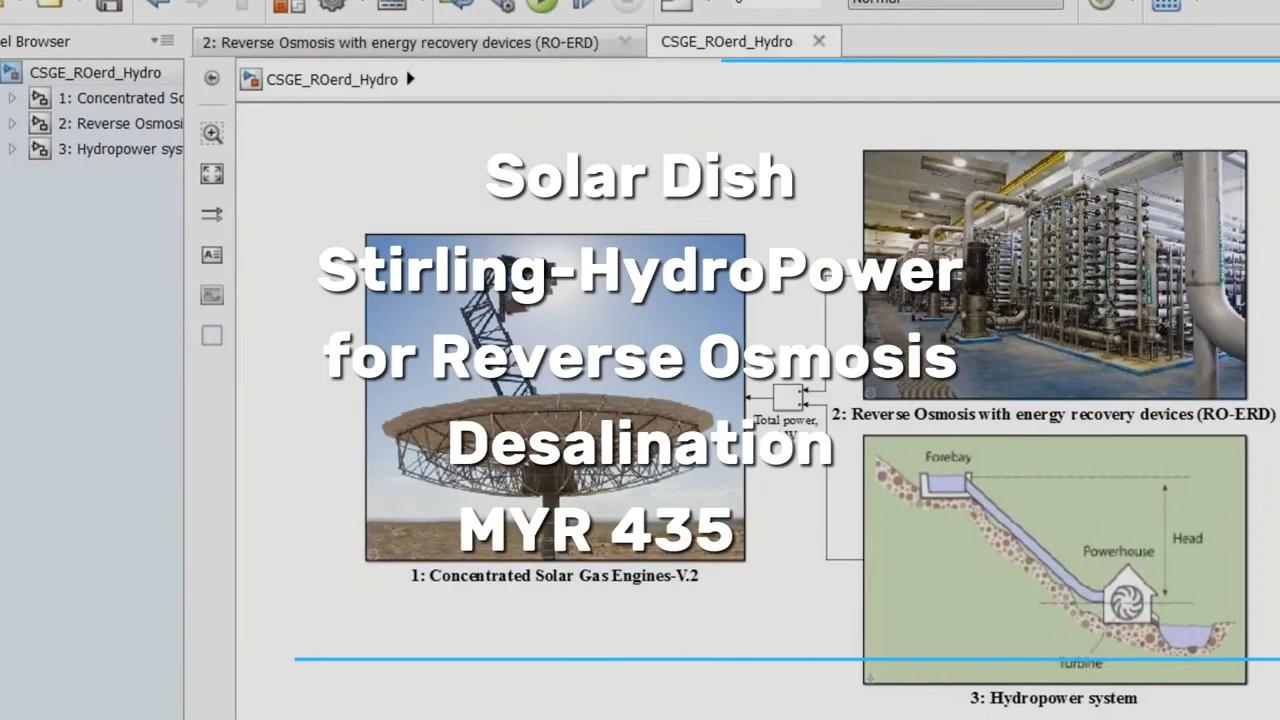 Normal
el Browser
2: Reverse Osmosis with energy recovery devices (RO-ERD)
CSGE_ROerd_Hydro
CSGE_ROerd_Hydro
CSGE_ROerd_Hydro
1: Concentrated Sc
2: Reverse Osmosi
3: Hydropower sys
Solar Dish
Stirling-HydroPower
for Reverse Osmosis
Desalination
MYR 435
Total power,
W
1: Concentrated Solar Gas Engines-V.2
2: Reverse Osmosis with energy recovery devices (RO-ERD)
Forebay
Head
Powerhouse
Turbine
3: Hydropower system